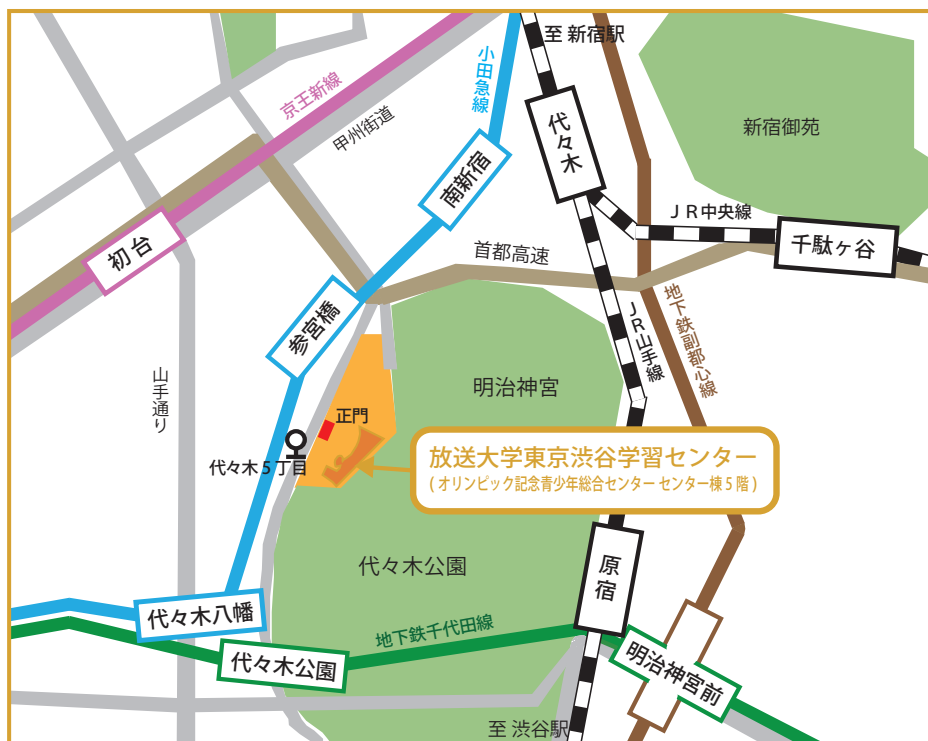 至 新宿駅
小田急線
京王新線
甲州街道
代々木
新宿御苑
南新宿
ＪＲ中央線
初台
首都高速
千駄ヶ谷
地下鉄副都心線
参宮橋
ＪＲ山手線
山手通り
明治神宮
正門
代々木５丁目
放送大学東京渋谷学習センター
( オリンピック記念青少年総合センター センター棟５階 )
代々木公園
原宿
代々木八幡
地下鉄千代田線
代々木公園
明治神宮前
至 渋谷駅